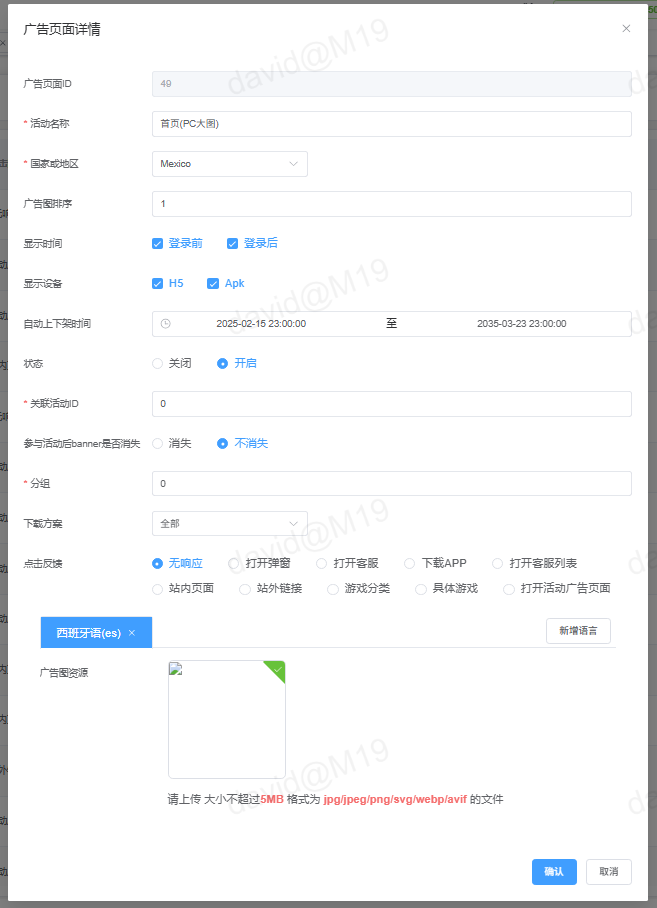 广告页面详情
广告页面ID 49
* 活动名称 首页(PC大图)
* 国家或地区 Mexico
广告图排序 1
显示时间 登录前 登录后
显示设备 H5 Apk
自动上下架时间 2025-02-15 23:00:00 至 2035-03-23 23:00:00
状态 关闭 开启
* 关联活动ID 0
参与活动后banner是否消失 消失 不消失
* 分组 0
下载方案 全部
点击反馈 无响应 打开弹窗 打开客服 下载APP 打开客服列表
站内页面 站外链接 游戏分类 具体游戏 打开活动广告页面
西班牙语(es) × 新增语言
广告图资源
请上传 大小不超过5MB 格式为 jpg/jpeg/png/svg/webp/avif 的文件
确认 取消
david@M19
david@M19
david@M19
david@M19